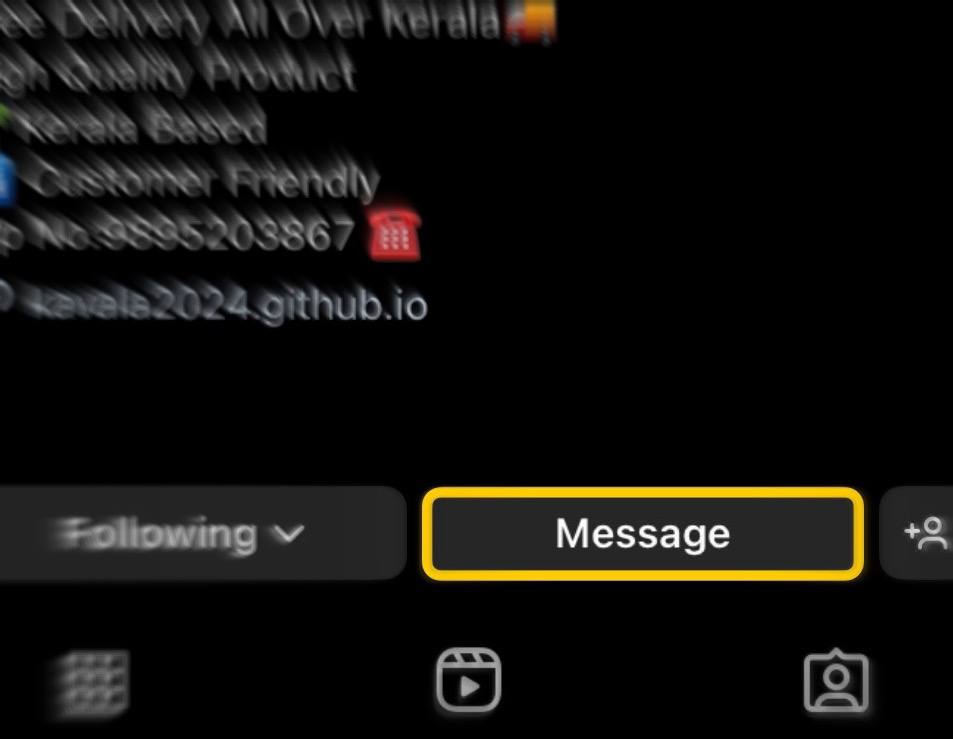 ee Delivery All Over Kerala
gh Quality Product
Kerala Based
Customer Friendly
p No.9895203867
kavala2024.github.io
Following
Message